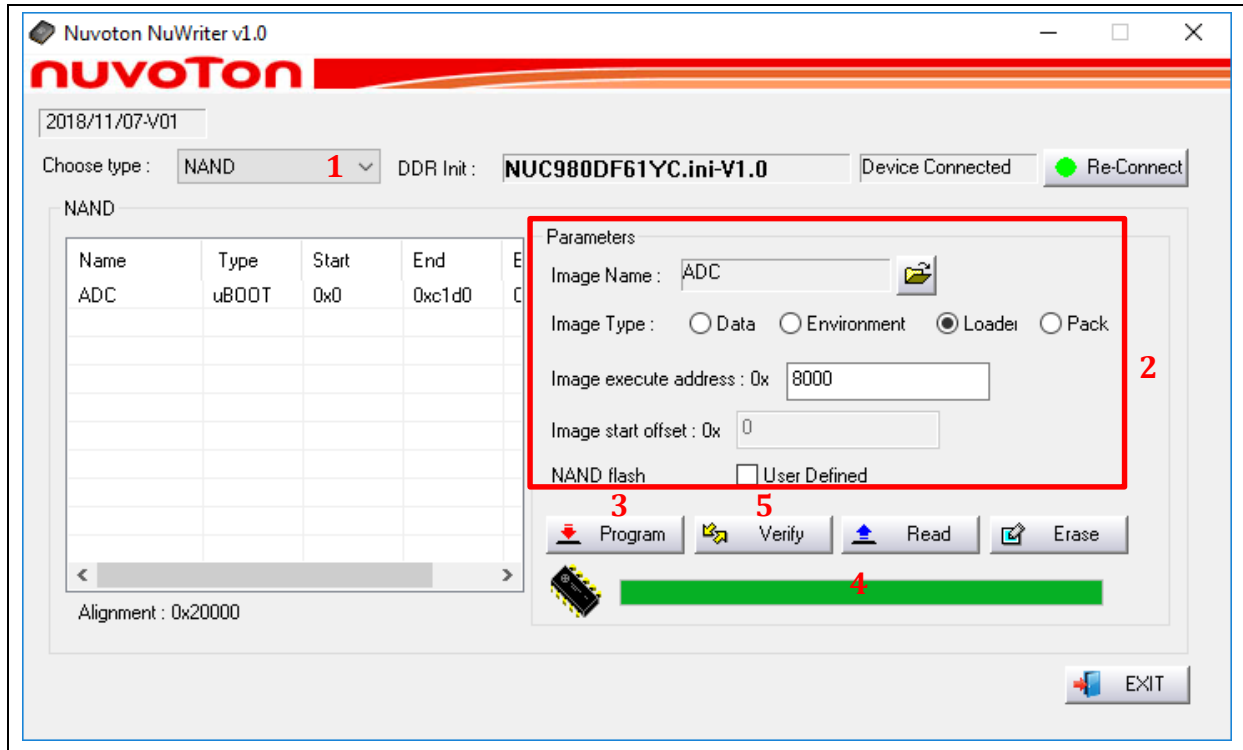 Nuvoton NuWriter v1.0
nuvoTon
2018/11/07-V01
Choose type : NAND 1 DDR Init : NUC980DF61YC.ini-V1.0 Device Connected Re-Connect
NAND
Parameters
Name Type Start End
Image Name : ADC
ADC uBOOT 0x0 0xc1d0
Image Type : Data Environment Loader Pack
2
Image execute address : 0x 8000
Image start offset : 0x 0
NAND flash User Defined
3 5
Program Verify Read Erase
4
Alignment : 0x20000
EXIT